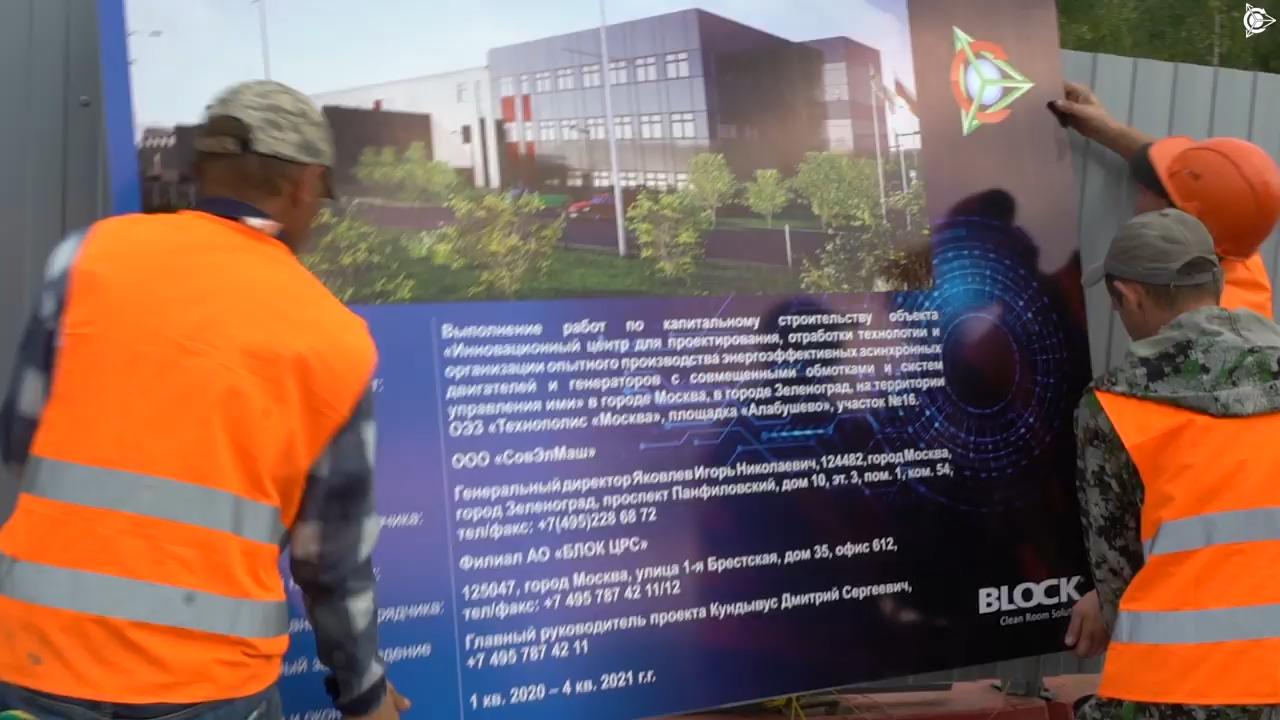 Выполнение работ по капитальному строительству объекта
«Инновационный центр для проектирования, отработки технологии и
организации опытного производства энергоэффективных асинхронных
двигателей и генераторов с совмещенными обмотками и систем
управления ими» в городе Москва, в городе Зеленоград, на территории
ОЭЗ «Технополис «Москва», площадка «Алабушево», участок №16.
ООО «СовЭлМаш»
Генеральный директор Яковлев Игорь Николаевич, 124482, город Москва,
город Зеленоград, проспект Панфиловский, дом 10, эт. 3, пом. 1, ком. 54,
тел/факс: +7(495)228 68 72
Филиал АО «БЛОК ЦРС»
125047, город Москва, улица 1-я Брестская, дом 35, офис 612,
тел/факс: +7 495 787 42 11/12
Главный руководитель проекта Кундывус Дмитрий Сергеевич,
+7 495 787 42 11
1 кв. 2020 – 4 кв. 2021 г.г.
BLOCK
Clean Room